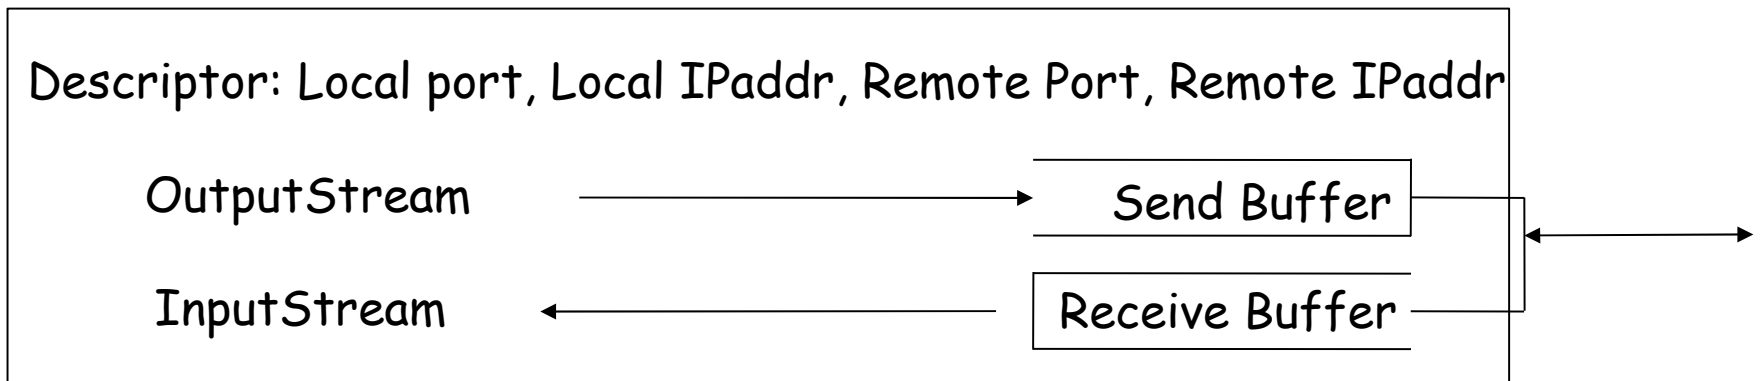 Descriptor: Local port, Local IPaddr, Remote Port, Remote IPaddr
OutputStream
Send Buffer
InputStream
Receive Buffer